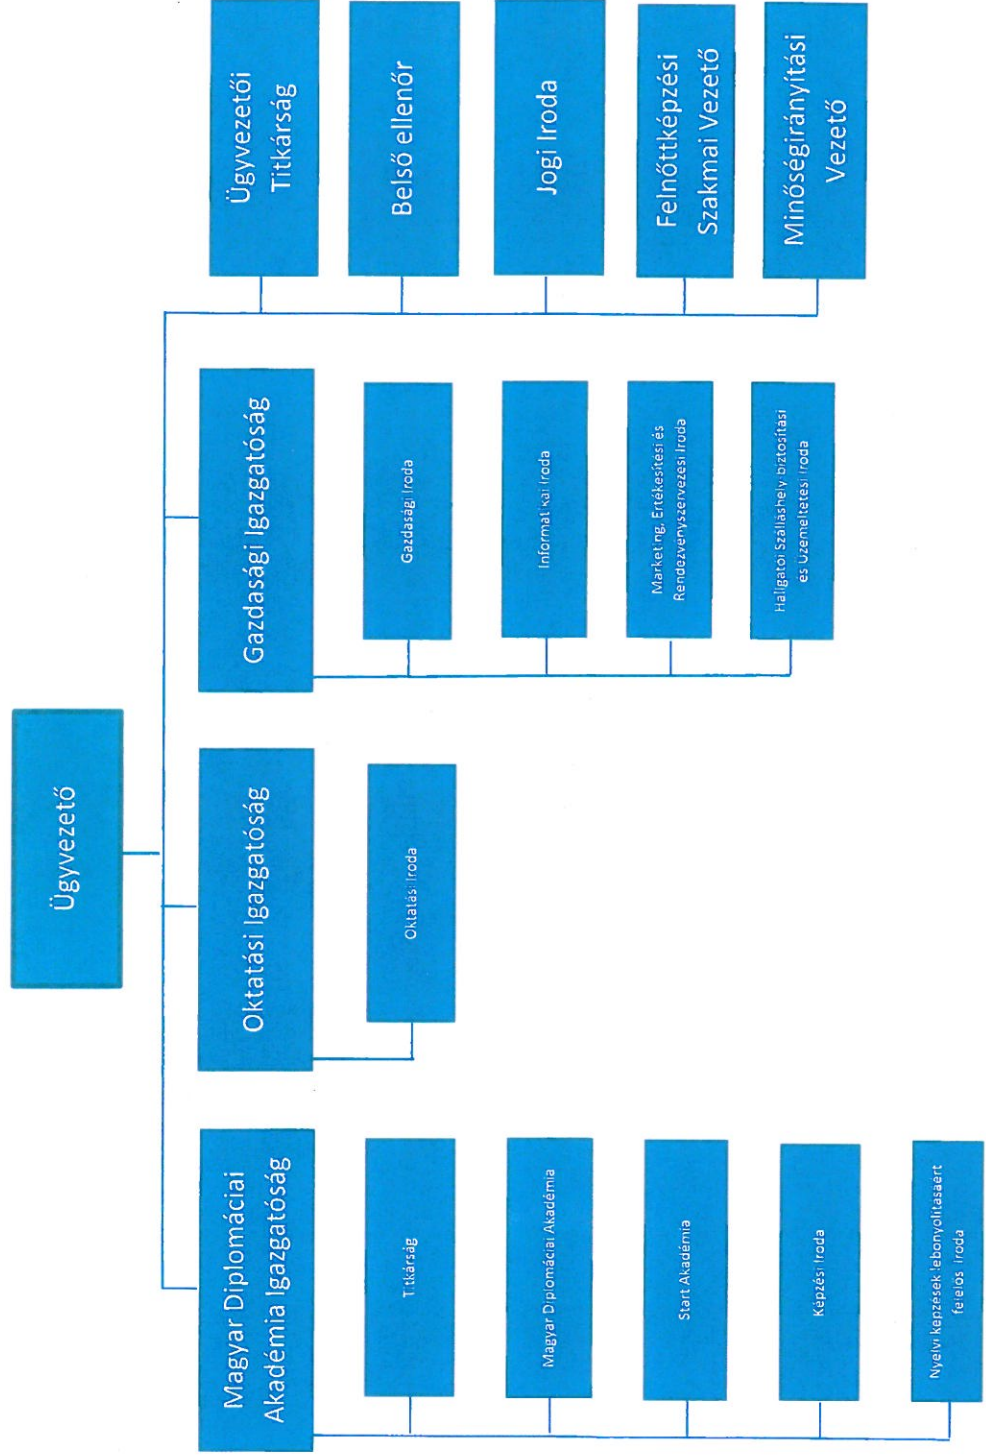 Ügyvezető
Magyar Diplomáciai
Akadémia Igazgatóság
Titkárság
Magyar Diplomáciai Akadémia
Start Akadémia
Képzési Iroda
Nyelvi képzések lebonyolításáért
felelős Iroda
Oktatási Igazgatóság
Oktatási Iroda
Gazdasági Igazgatóság
Gazdasági Iroda
Informatikai Iroda
Marketing, Értékesítési és
Rendezvényszervezési Iroda
Hallgatói Szálláshely biztosítási
és Üzemeltetési Iroda
Ügyvezetői
Titkárság
Belső ellenőr
Jogi Iroda
Felnőttképzési
Szakmai Vezető
Minőségirányítási
Vezető